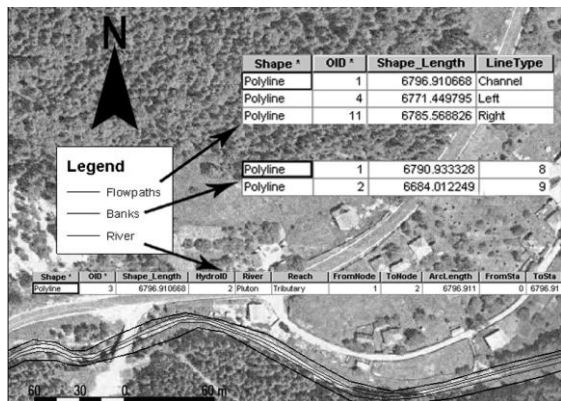 N
Shape * OID * Shape_Length LineType
Polyline 1 6796.910668 Channel
Polyline 4 6771.449795 Left
Polyline 11 6785.568826 Right
Legend
Flowpaths
Banks
River
Polyline 1 6790.933328 8
Polyline 2 6684.012249 9
Shape * OID * Shape_Length HydroID River Reach FromNode ToNode ArcLength FromSta ToSta
Polyline 3 6796.910668 2 Pluton Tributary 1 2 6796.911 0 6796.91
60 30 0 60 m